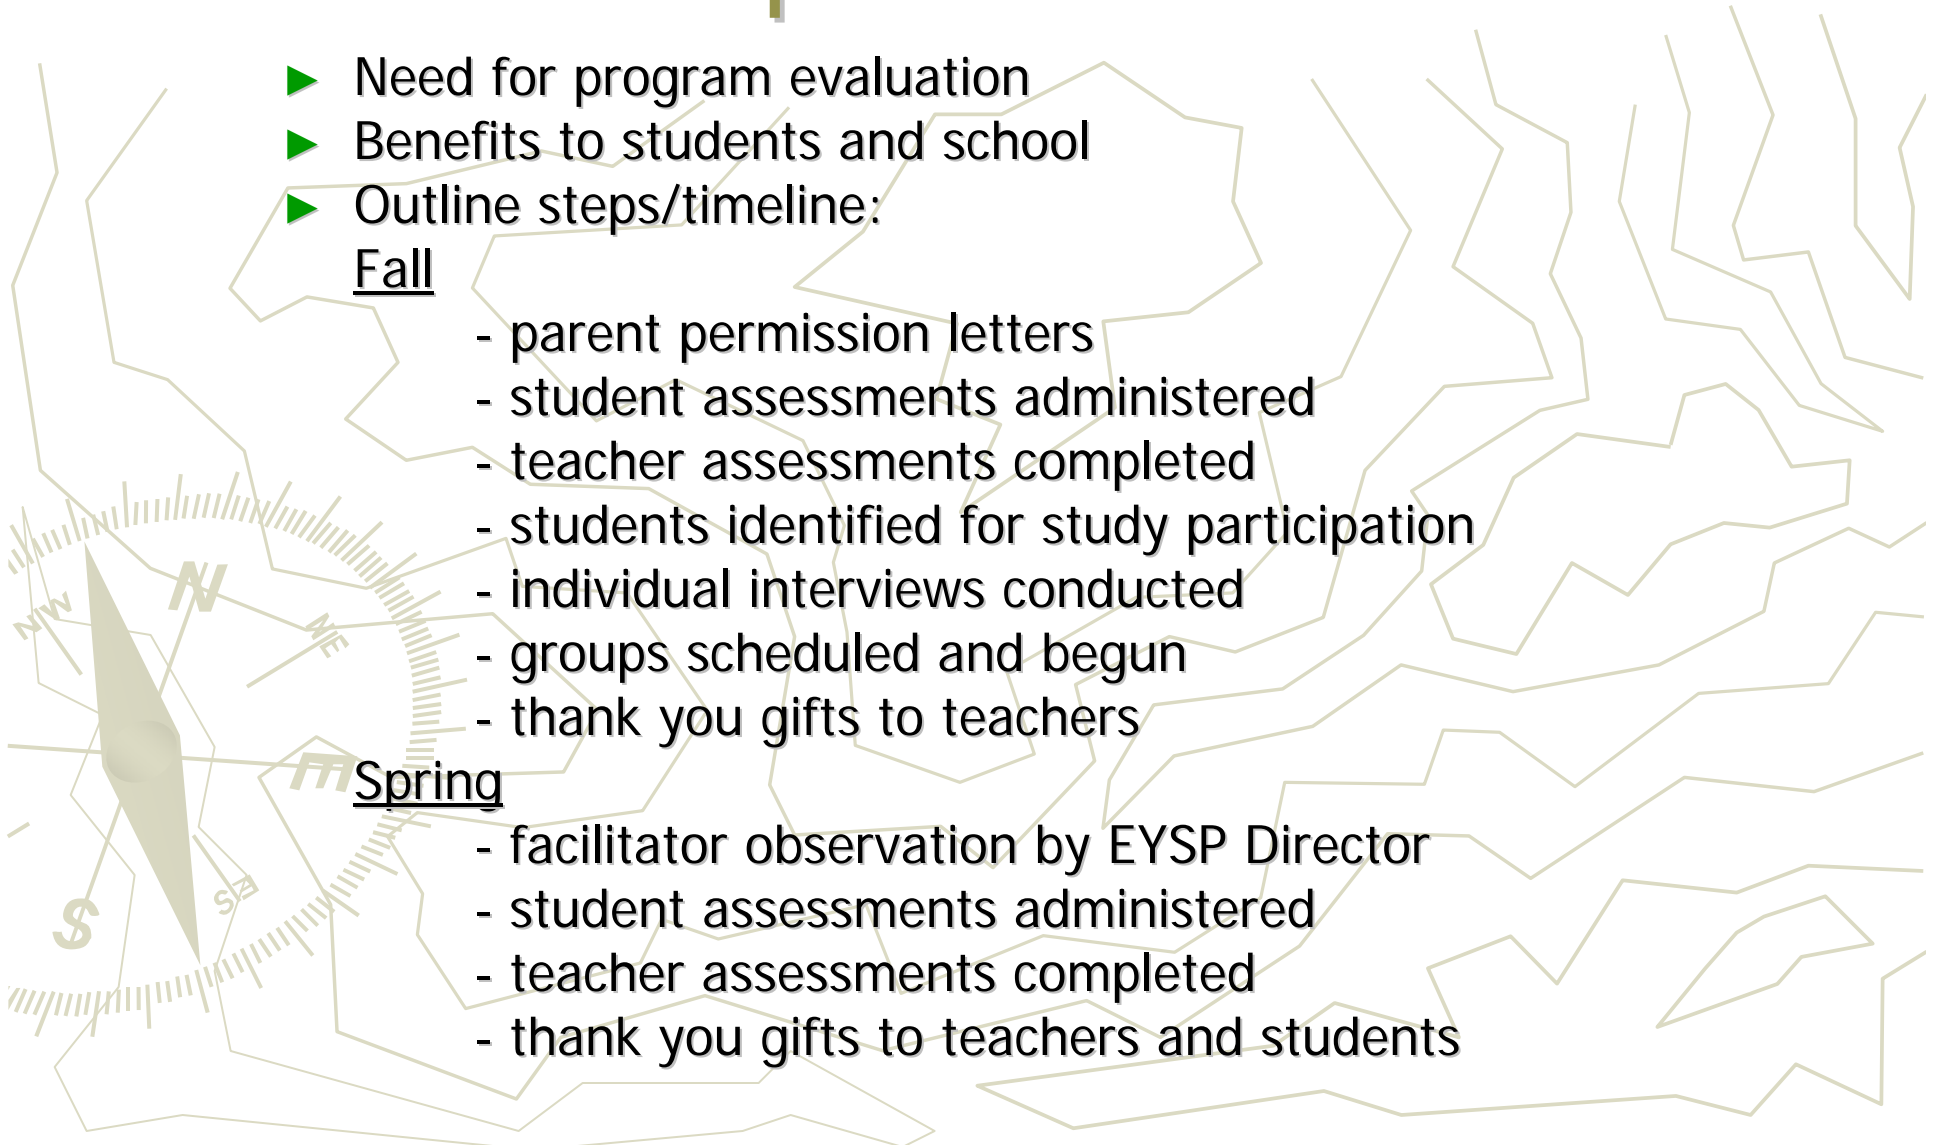 ► Need for program evaluation
► Benefits to students and school
► Outline steps/timeline:
Fall
- parent permission letters
- student assessments administered
- teacher assessments completed
- students identified for study participation
- individual interviews conducted
- groups scheduled and begun
- thank you gifts to teachers
Spring
- facilitator observation by EYSP Director
- student assessments administered
- teacher assessments completed
- thank you gifts to teachers and students
NW
N
NE
E
SE
S